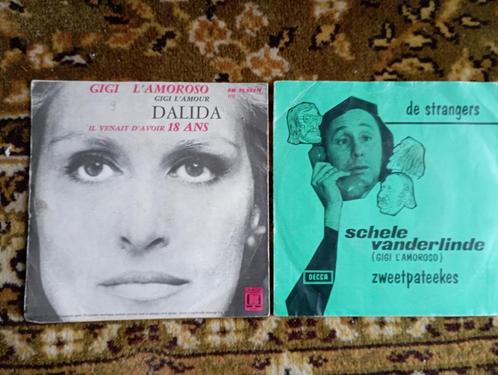 GIGI L'AMOROSO
GIGI L'AMOUR
DALIDA
IL VENAIT D'AVOIR 18 ANS
de strangers
schele
vanderlinde
(GIGI L'AMOROSO)
DECCA
zweetpateekes